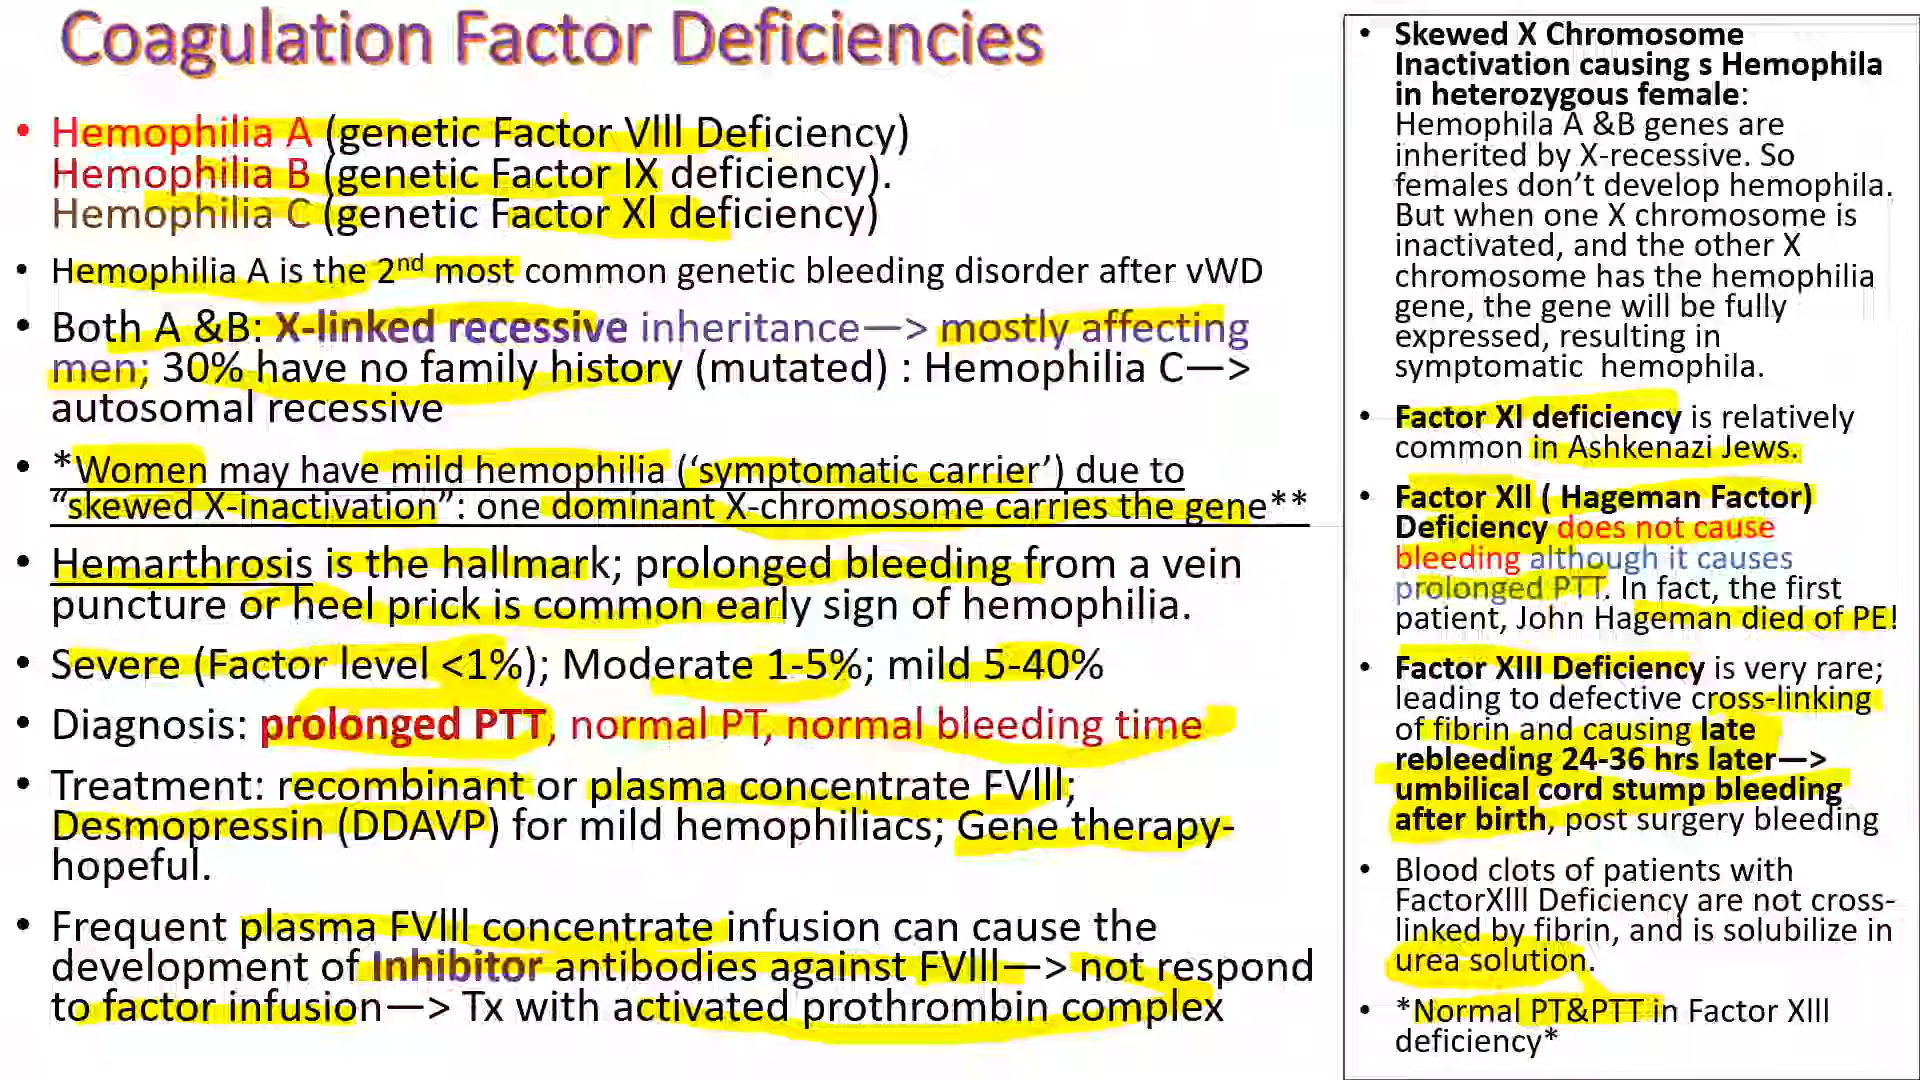 Coagulation Factor Deficiencies
• Hemophilia A (genetic Factor Vlll Deficiency)
Hemophilia B (genetic Factor IX deficiency).
Hemophilia C (genetic Factor Xl deficiency)
• Hemophilia A is the 2nd most common genetic bleeding disorder after vWD
• Both A &B: X-linked recessive inheritance—> mostly affecting
men; 30% have no family history (mutated) : Hemophilia C—>
autosomal recessive
• *Women may have mild hemophilia (‘symptomatic carrier’) due to
“skewed X-inactivation”: one dominant X-chromosome carries the gene**
• Hemarthrosis is the hallmark; prolonged bleeding from a vein
puncture or heel prick is common early sign of hemophilia.
• Severe (Factor level <1%); Moderate 1-5%; mild 5-40%
• Diagnosis: prolonged PTT, normal PT, normal bleeding time
• Treatment: recombinant or plasma concentrate FVlll;
Desmopressin (DDAVP) for mild hemophiliacs; Gene therapy-
hopeful.
• Frequent plasma FVlll concentrate infusion can cause the
development of Inhibitor antibodies against FVlll—> not respond
to factor infusion—> Tx with activated prothrombin complex
• Skewed X Chromosome
Inactivation causing s Hemophila
in heterozygous female:
Hemophila A &B genes are
inherited by X-recessive. So
females don’t develop hemophila.
But when one X chromosome is
inactivated, and the other X
chromosome has the hemophilia
gene, the gene will be fully
expressed, resulting in
symptomatic hemophila.
• Factor XI deficiency is relatively
common in Ashkenazi Jews.
• Factor XII ( Hageman Factor)
Deficiency does not cause
bleeding although it causes
prolonged PTT. In fact, the first
patient, John Hageman died of PE!
• Factor XIII Deficiency is very rare;
leading to defective cross-linking
of fibrin and causing late
rebleeding 24-36 hrs later—>
umbilical cord stump bleeding
after birth, post surgery bleeding
• Blood clots of patients with
FactorXIII Deficiency are not cross-
linked by fibrin, and is solubilize in
urea solution.
• *Normal PT&PTT in Factor XIII
deficiency*